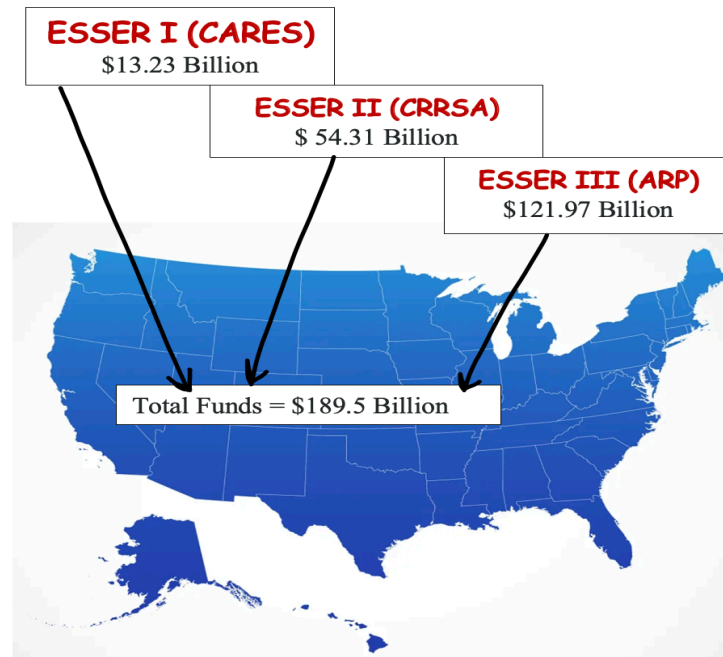 ESSER I (CARES)
$13.23 Billion
ESSER II (CRRSA)
$ 54.31 Billion
ESSER III (ARP)
$121.97 Billion
Total Funds = $189.5 Billion